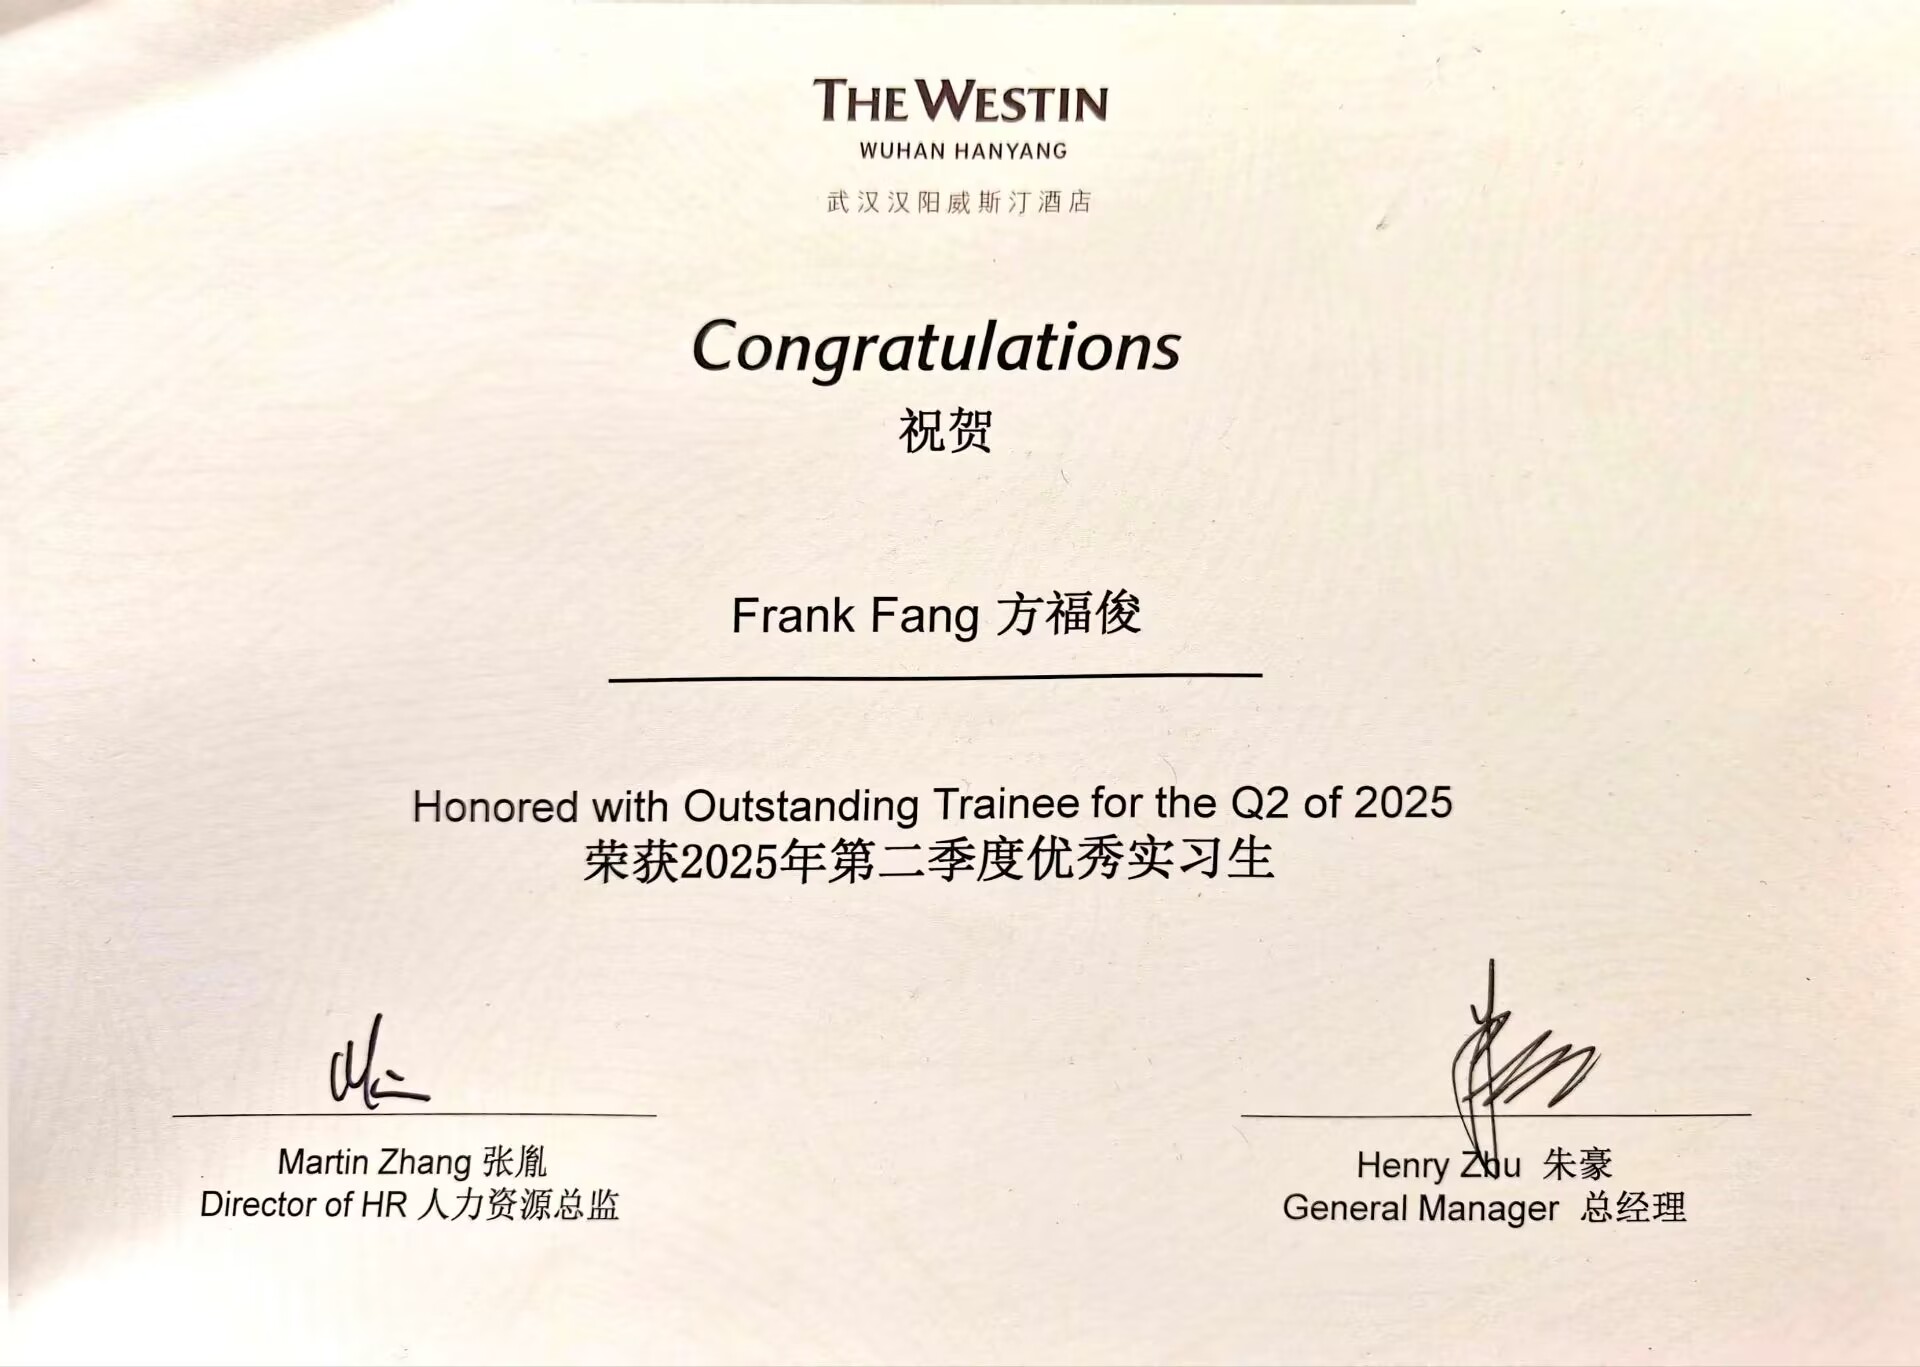 THE WESTIN
WUHAN HANYANG
武汉汉阳威斯汀酒店
Congratulations
祝贺
Frank Fang 方福俊
Honored with Outstanding Trainee for the Q2 of 2025
荣获2025年第二季度优秀实习生
Martin Zhang 张胤
Director of HR 人力资源总监
Henry Zhu 朱豪
General Manager 总经理